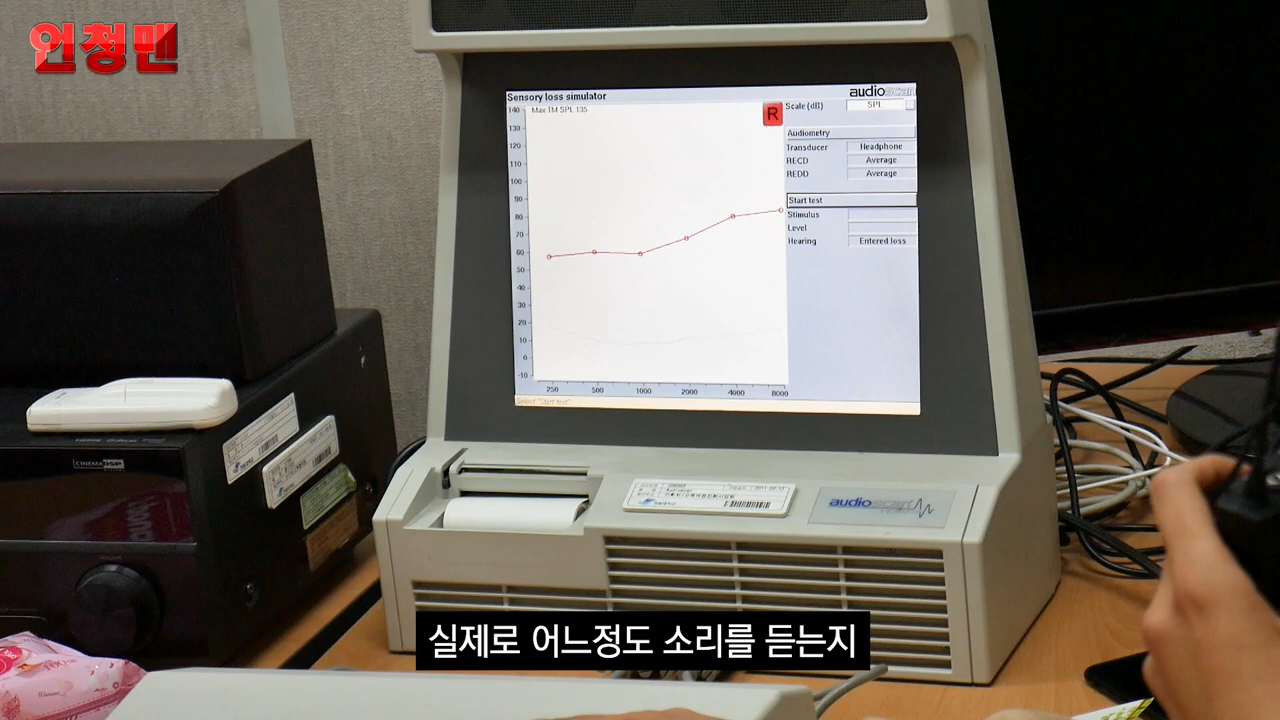 언청맨
Sensory loss simulator
audioscan
Max TM SPL 135
R
Scale (dB) SPL
140
130
120
110
100
90
80
70
60
50
40
30
20
10
0
-10
250 500 1000 2000 4000 8000
Audiometry
Transducer Headphone
RECD Average
REDD Average
Start test
Stimulus
Level
Hearing Entered loss
Select "Start test"
CINEMA DSP
audioscan
실제로 어느정도 소리를 듣는지